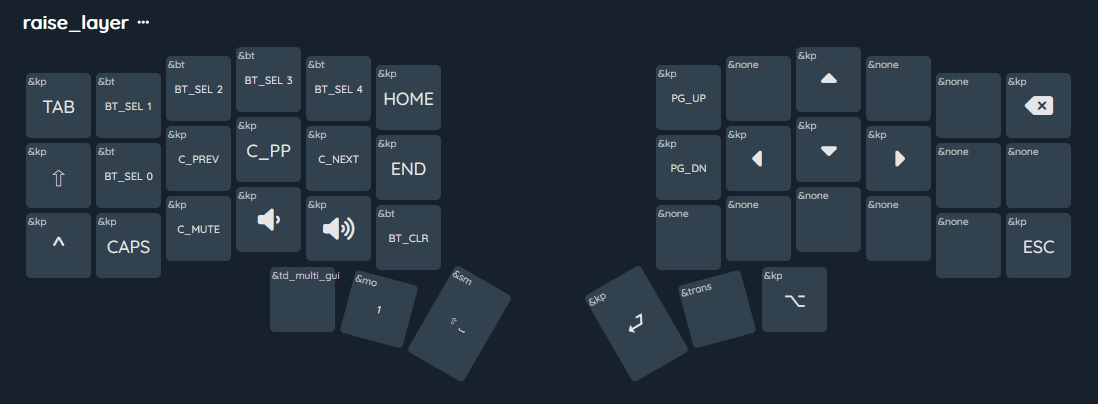 raise_layer ...
&kp TAB
&bt BT_SEL 1
&bt BT_SEL 2
&bt BT_SEL 3
&bt BT_SEL 4
&kp HOME
&kp PG_UP
&none
&kp
&none
&none
&kp
&kp ⇧
&bt BT_SEL 0
&kp C_PREV
&kp C_PP
&kp C_NEXT
&kp END
&kp PG_DN
&kp
&kp
&kp
&none
&none
&kp ^
&kp CAPS
&kp C_MUTE
&kp
&kp
&bt BT_CLR
&none
&none
&none
&none
&none
&kp ESC
&td_multi_gui
&mo 1
&sm ⇧ ⎵
&kp ⏎
&trans
&kp ⌥